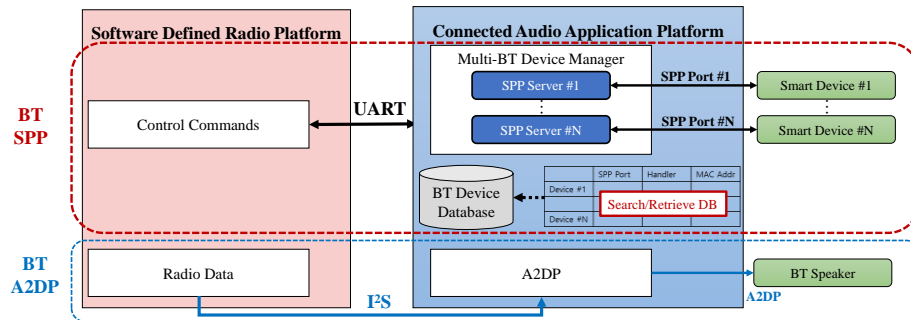 Software Defined Radio Platform
Connected Audio Application Platform
Multi-BT Device Manager
SPP Server #1
SPP Port #1
Smart Device #1
BT
SPP
Control Commands
UART
SPP Server #N
SPP Port #N
Smart Device #N
BT Device
Database
SPP Port Handler MAC Addr
Device #1
Search/Retrieve DB
Device #N
BT
A2DP
Radio Data
A2DP
BT Speaker
A2DP
I²S